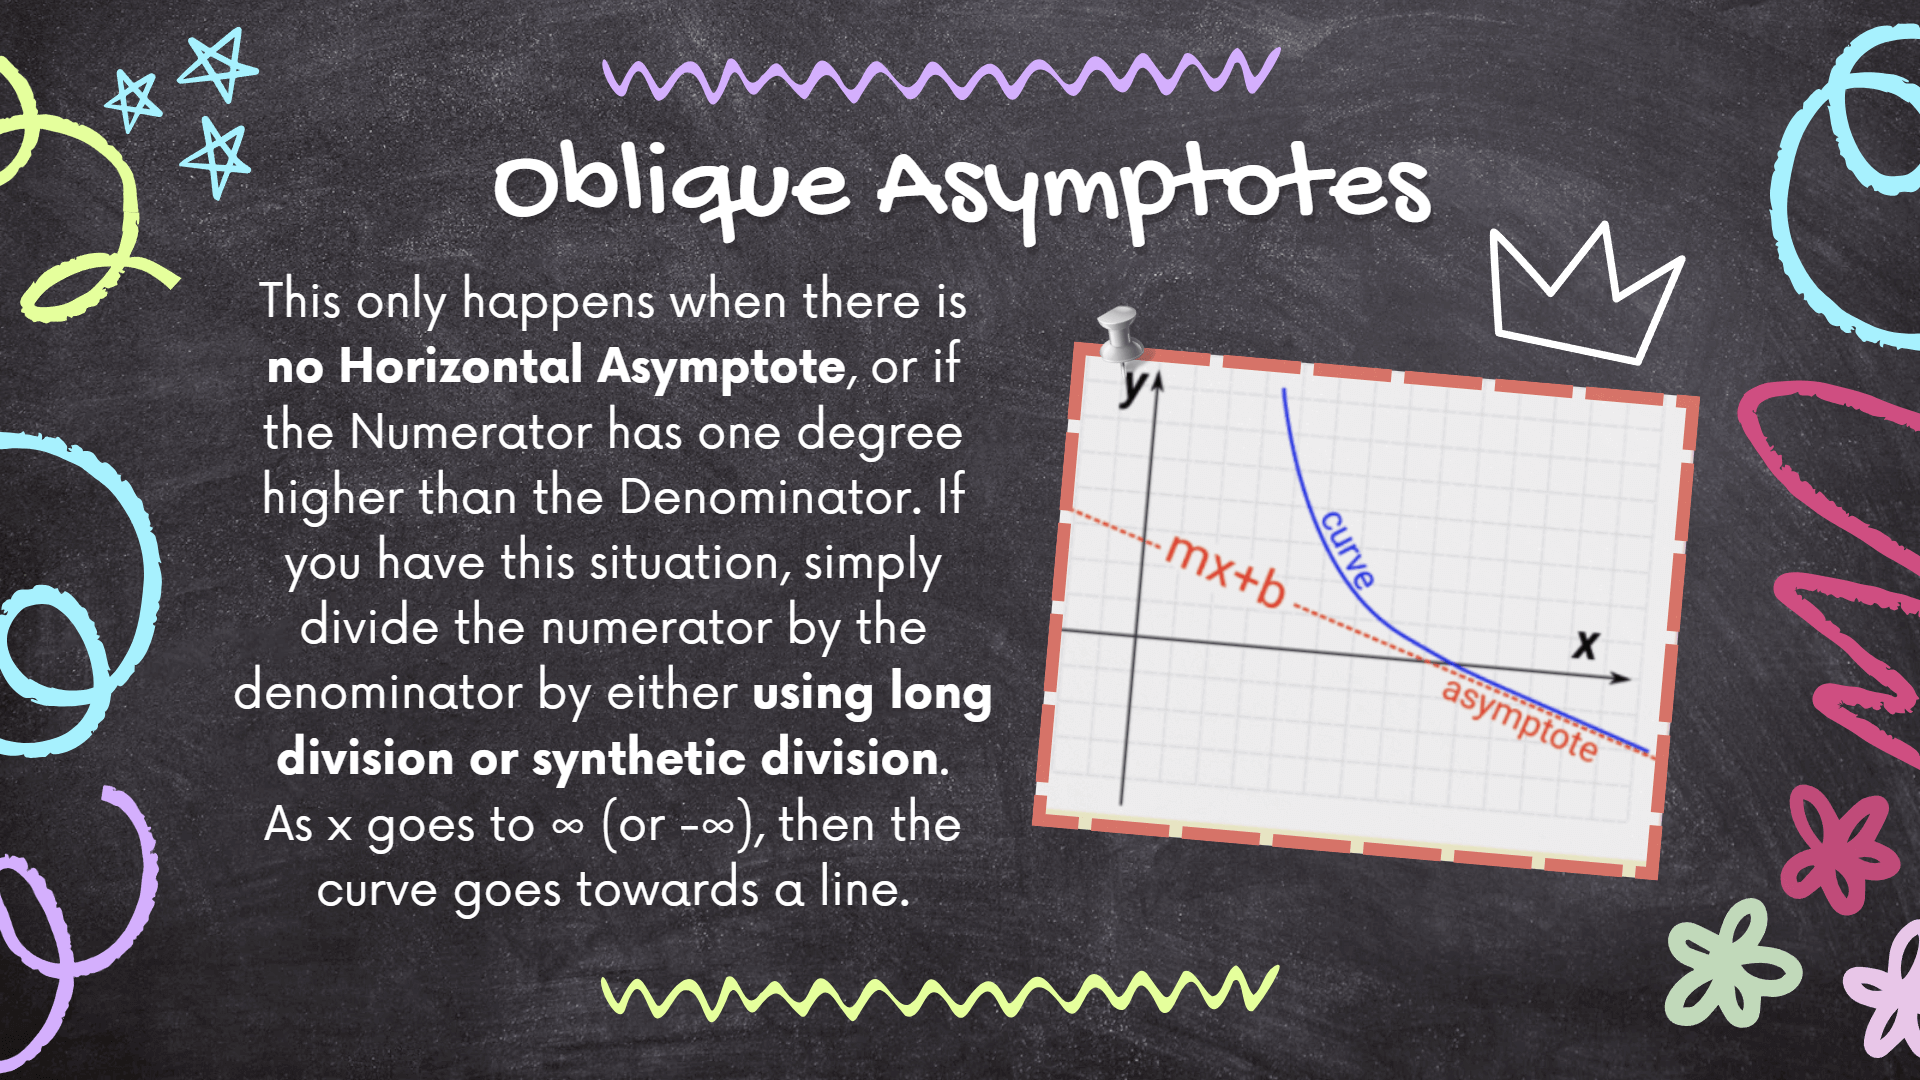 Oblique Asymptotes
This only happens when there is
no Horizontal Asymptote, or if
the Numerator has one degree
higher than the Denominator. If
you have this situation, simply
divide the numerator by the
denominator by either using long
division or synthetic division.
As x goes to ∞ (or -∞), then the
curve goes towards a line.
y
curve
mx+b
x
asymptote